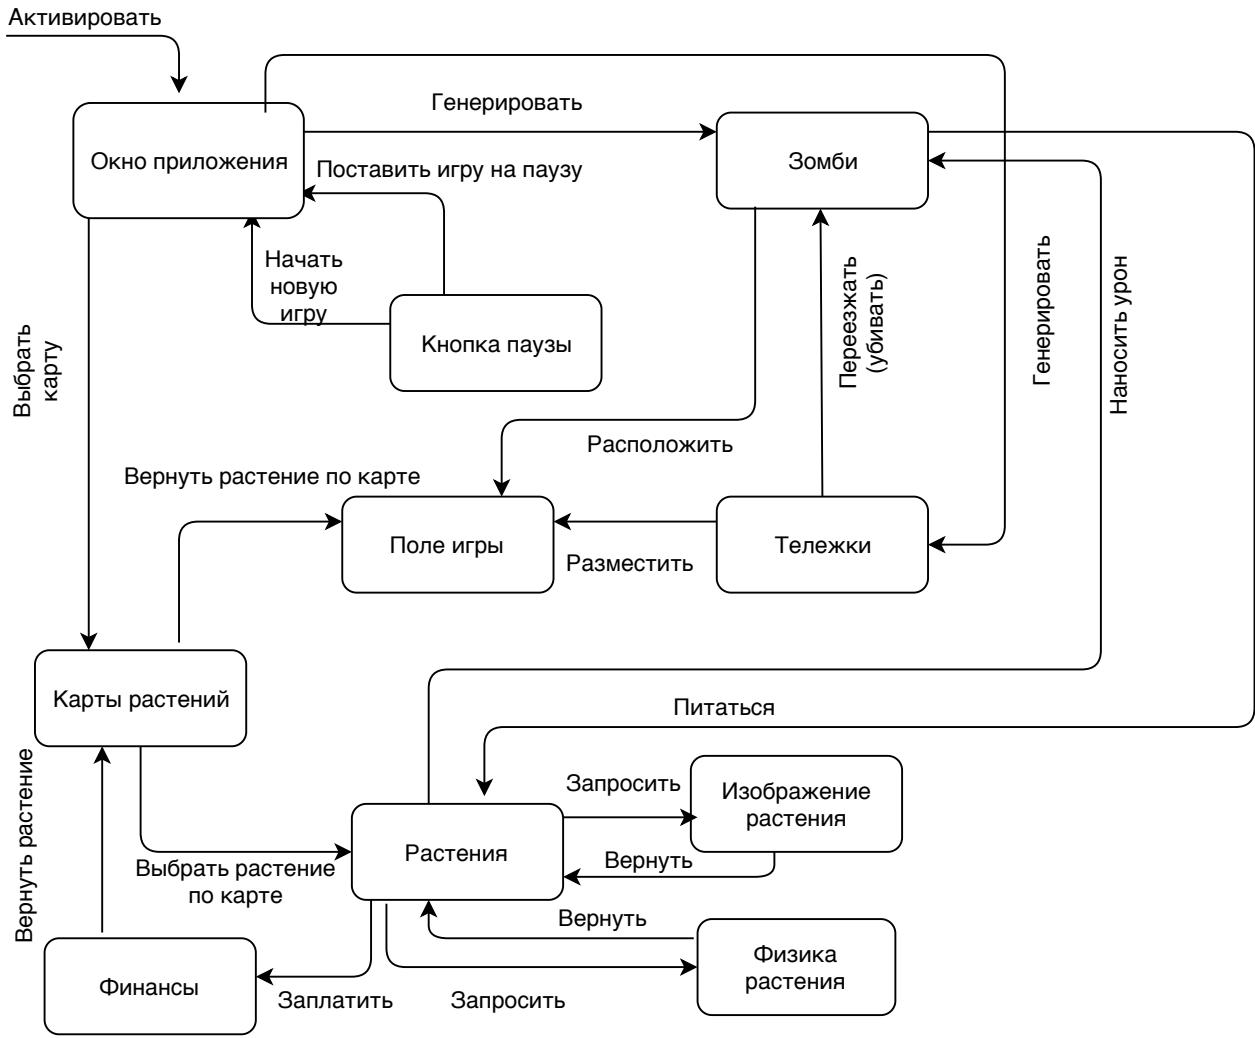 Активировать
Генерировать
Окно приложения
Поставить игру на паузу
Зомби
Начать
новую
игру
Кнопка паузы
Переезжать
(убивать)
Генерировать
Наносить урон
Выбрать
карту
Расположить
Вернуть растение по карте
Поле игры
Разместить
Тележки
Карты растений
Питаться
Вернуть растение
Запросить
Изображение
растения
Растения
Вернуть
Выбрать растение
по карте
Вернуть
Физика
растения
Финансы
Заплатить
Запросить